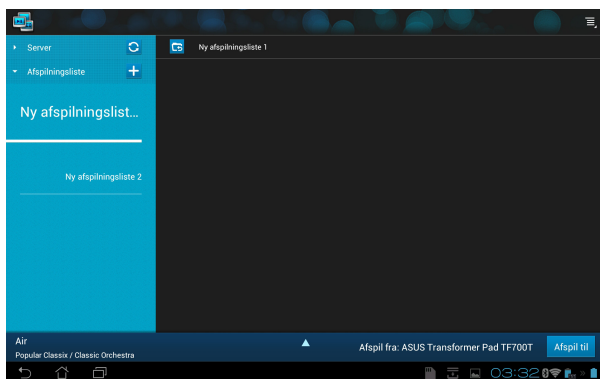 Server
Ny afspilningsliste 1
Afspilningsliste
Ny afspilningslist...
Ny afspilningsliste 2
Air
Popular Classix / Classic Orchestra
Afspil fra: ASUS Transformer Pad TF700T
Afspil til
03:32